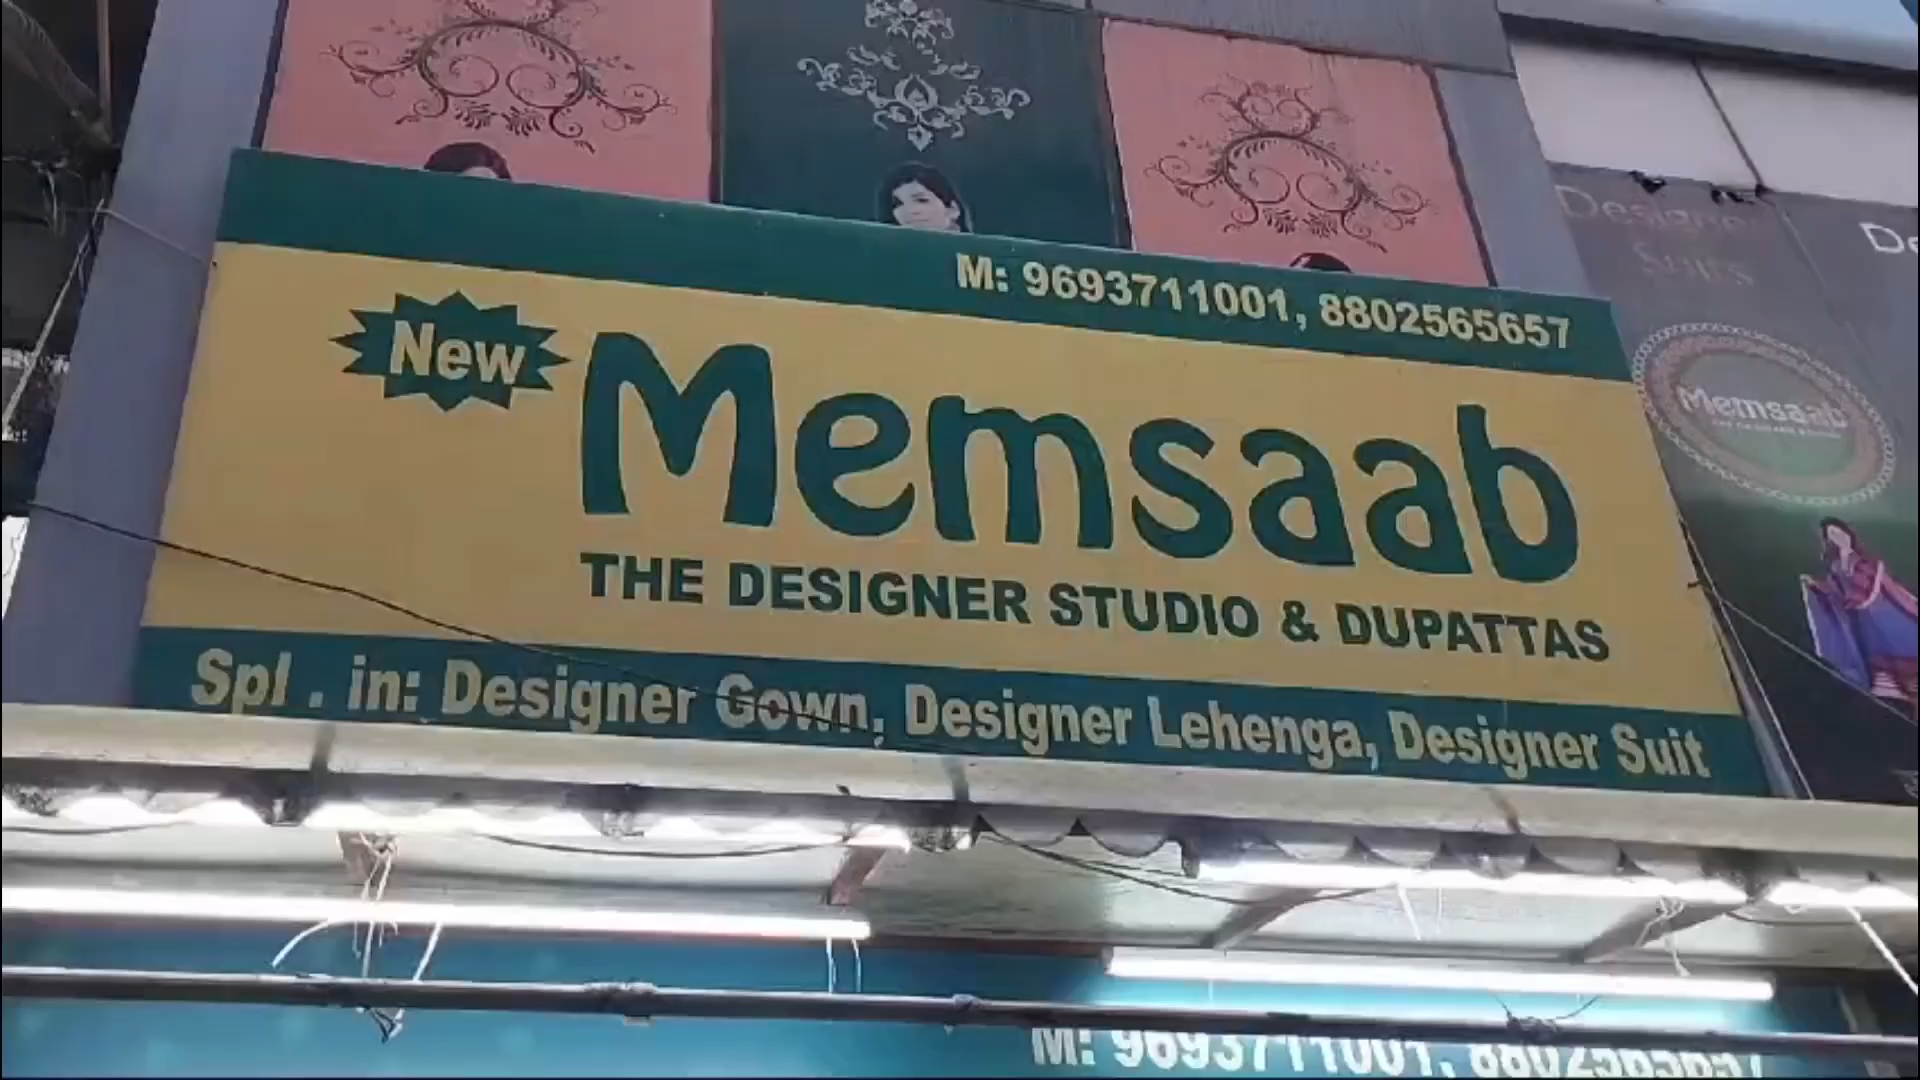 M: 9693711001, 8802565657
New
Memsaab
THE DESIGNER STUDIO & DUPATTAS
Spl . in: Designer Gown, Designer Lehenga, Designer Suit
Designer
Suits
De
Memsaab
M: 9693711001, 8802565657